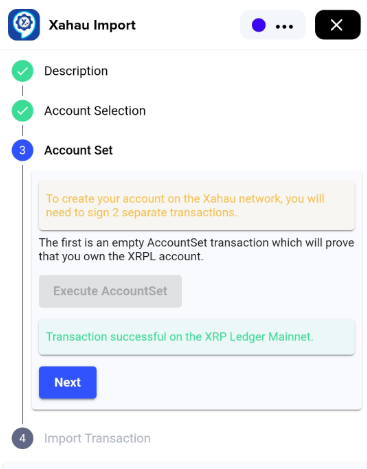 Xahau Import
Description
Account Selection
3 Account Set
To create your account on the Xahau network, you will
need to sign 2 separate transactions.
The first is an empty AccountSet transaction which will prove
that you own the XRPL account.
Execute AccountSet
Transaction successful on the XRP Ledger Mainnet.
Next
4 Import Transaction